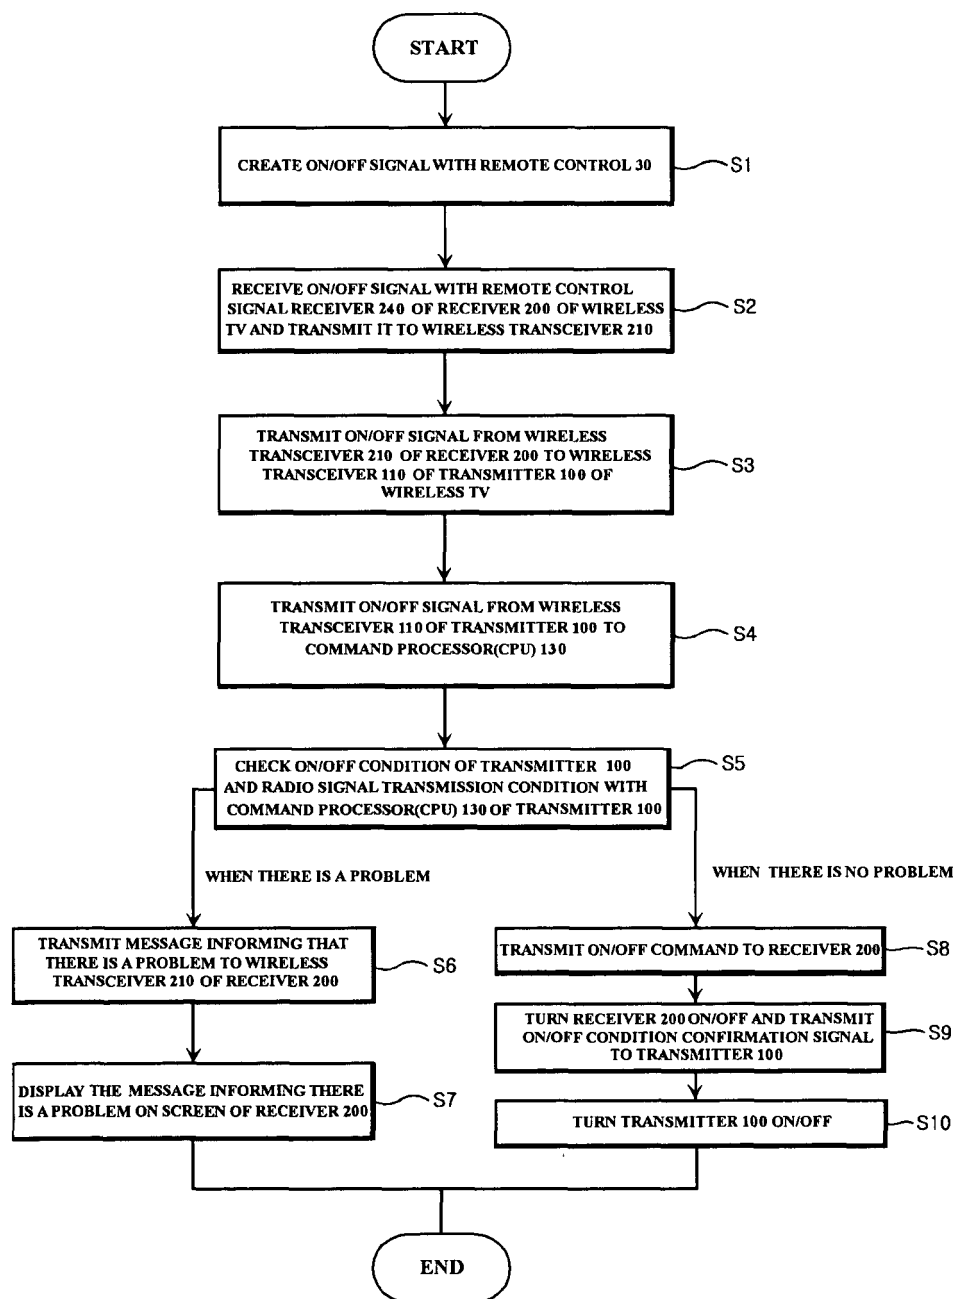 START
CREATE ON/OFF SIGNAL WITH REMOTE CONTROL 30
S1
RECEIVE ON/OFF SIGNAL WITH REMOTE CONTROL
SIGNAL RECEIVER 240 OF RECEIVER 200 OF WIRELESS
TV AND TRANSMIT IT TO WIRELESS TRANSCEIVER 210
S2
TRANSMIT ON/OFF SIGNAL FROM WIRELESS
TRANSCEIVER 210 OF RECEIVER 200 TO WIRELESS
TRANSCEIVER 110 OF TRANSMITTER 100 OF
WIRELESS TV
S3
TRANSMIT ON/OFF SIGNAL FROM WIRELESS
TRANSCEIVER 110 OF TRANSMITTER 100 TO
COMMAND PROCESSOR(CPU) 130
S4
CHECK ON/OFF CONDITION OF TRANSMITTER 100
AND RADIO SIGNAL TRANSMISSION CONDITION WITH
COMMAND PROCESSOR(CPU) 130 OF TRANSMITTER 100
S5
WHEN THERE IS A PROBLEM
TRANSMIT MESSAGE INFORMING THAT
THERE IS A PROBLEM TO WIRELESS
TRANSCEIVER 210 OF RECEIVER 200
S6
DISPLAY THE MESSAGE INFORMING THERE
IS A PROBLEM ON SCREEN OF RECEIVER 200
S7
WHEN THERE IS NO PROBLEM
TRANSMIT ON/OFF COMMAND TO RECEIVER 200
S8
TURN RECEIVER 200 ON/OFF AND TRANSMIT
ON/OFF CONDITION CONFIRMATION SIGNAL
TO TRANSMITTER 100
S9
TURN TRANSMITTER 100 ON/OFF
S10
END